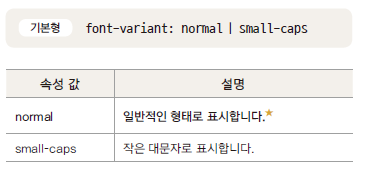 기본형 font-variant: normal | small-caps
속성 값 설명
normal 일반적인 형태로 표시합니다.★
small-caps 작은 대문자로 표시합니다.